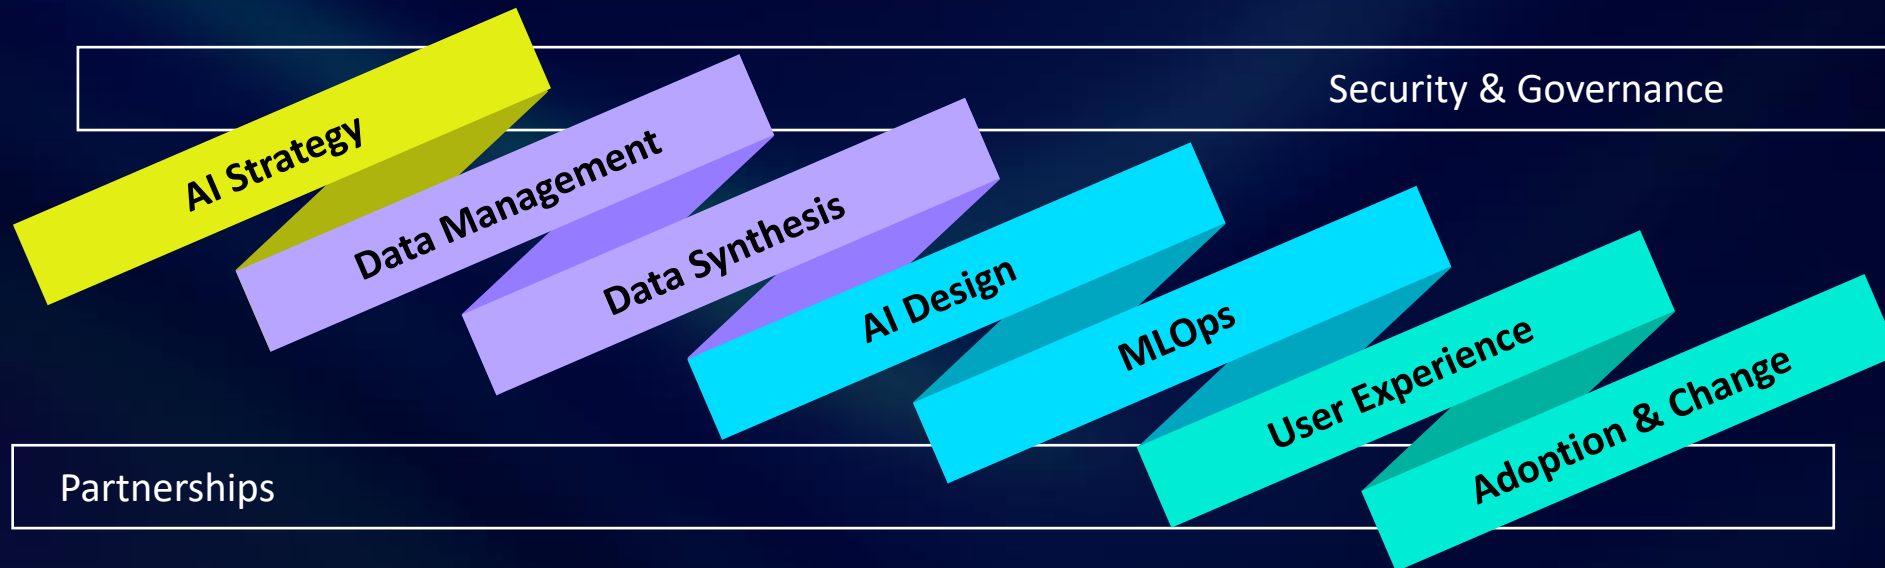 Security & Governance
AI Strategy
Data Management
Data Synthesis
AI Design
MLOps
User Experience
Adoption & Change
Partnerships